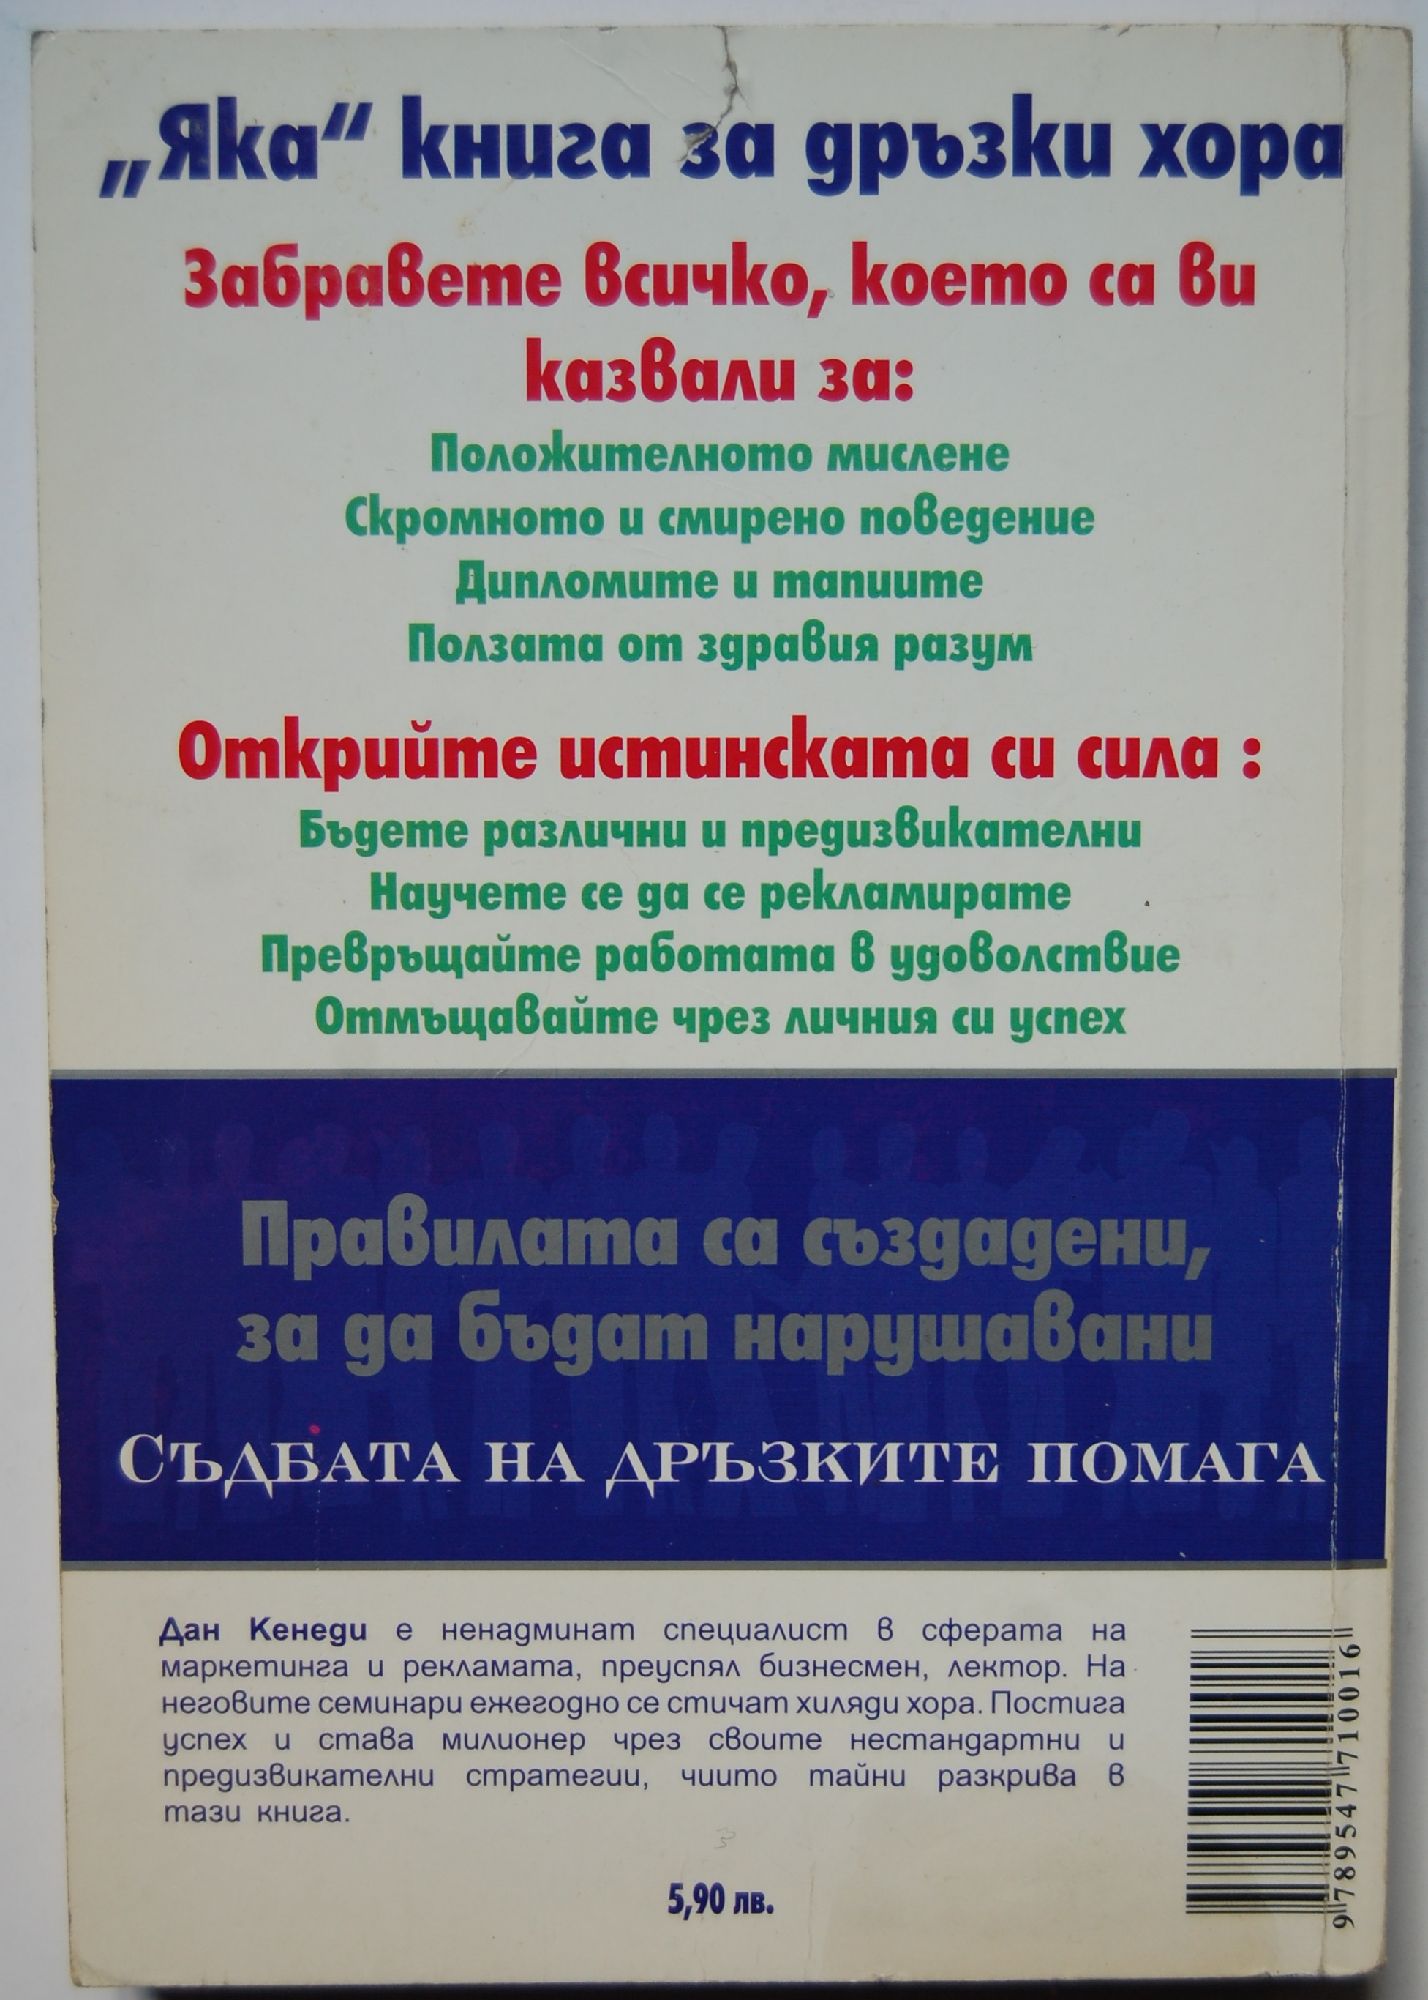 „Яка“ книга за дръзки хора
Забравете всичко, което са ви
казвали за:
Положителното мислене
Скромното и смирено поведение
Дипломите и тапиите
Ползата от здравия разум
Открийте истинската си сила :
Бъдете различни и предизвикателни
Научете се да се рекламирате
Превръщайте работата в удоволствие
Отмъщавайте чрез личния си успех
Правилата са създадени,
за да бъдат нарушавани
СЪДБАТА НА ДРЪЗКИТЕ ПОМАГА
Дан Кенеди е ненадминат специалист в сферата на
маркетинга и рекламата, преуспял бизнесмен, лектор. На
неговите семинари ежегодно се стичат хиляди хора. Постига
успех и става милионер чрез своите нестандартни и
предизвикателни стратегии, чиито тайни разкрива в
тази книга.
5,90 лв.
9789547710016